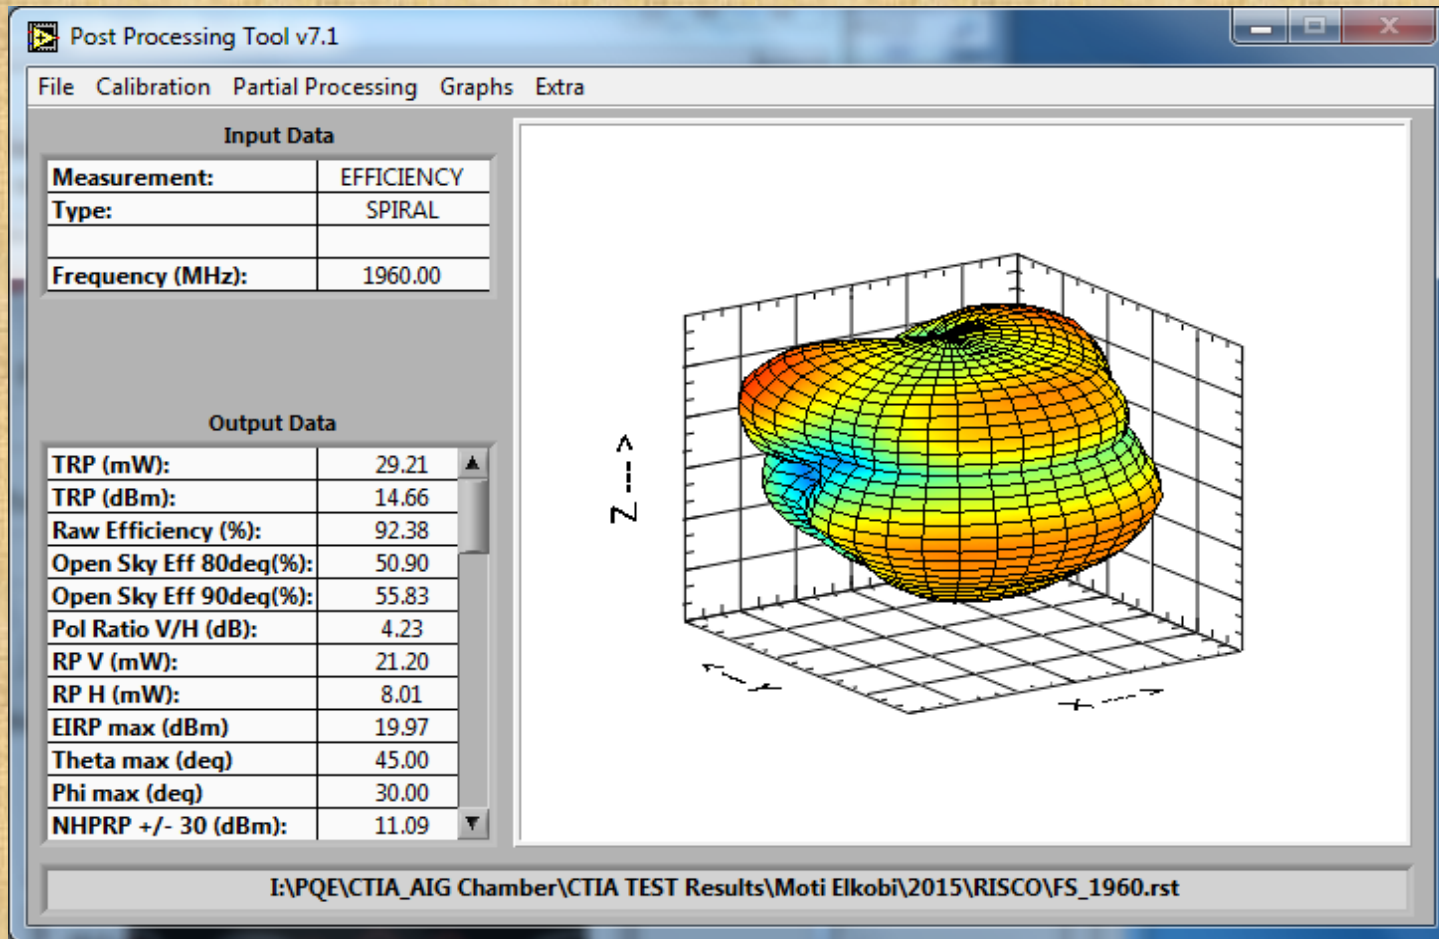 Post Processing Tool v7.1
File Calibration Partial Processing Graphs Extra
Input Data
Measurement: EFFICIENCY
Type: SPIRAL
Frequency (MHz): 1960.00
Output Data
TRP (mW): 29.21
TRP (dBm): 14.66
Raw Efficiency (%): 92.38
Open Sky Eff 80deg(%): 50.90
Open Sky Eff 90deg(%): 55.83
Pol Ratio V/H (dB): 4.23
RP V (mW): 21.20
RP H (mW): 8.01
EIRP max (dBm) 19.97
Theta max (deg) 45.00
Phi max (deg) 30.00
NHPRP +/- 30 (dBm): 11.09
Z --->
<--- Y
X --->
I:\PQE\CTIA_AIG Chamber\CTIA TEST Results\Moti Elkobi\2015\RISCO\FS_1960.rst